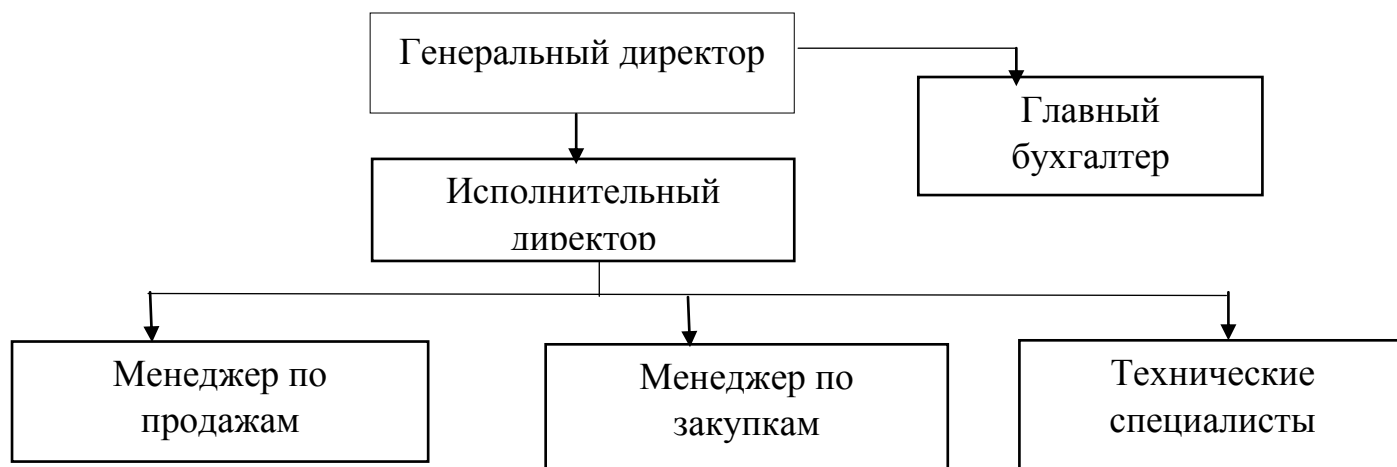 Генеральный директор
Главный
бухгалтер
Исполнительный
директор
Менеджер по
продажам
Менеджер по
закупкам
Технические
специалисты